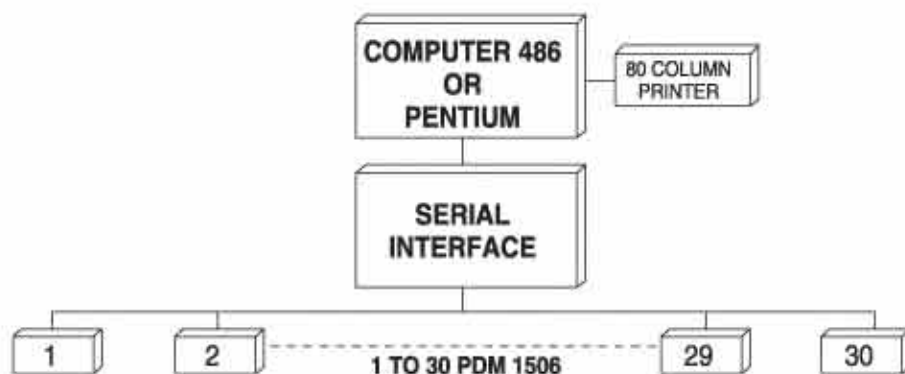 COMPUTER 486
OR
PENTIUM
80 COLUMN
PRINTER
SERIAL
INTERFACE
1
2
29
30
1 TO 30 PDM 1506